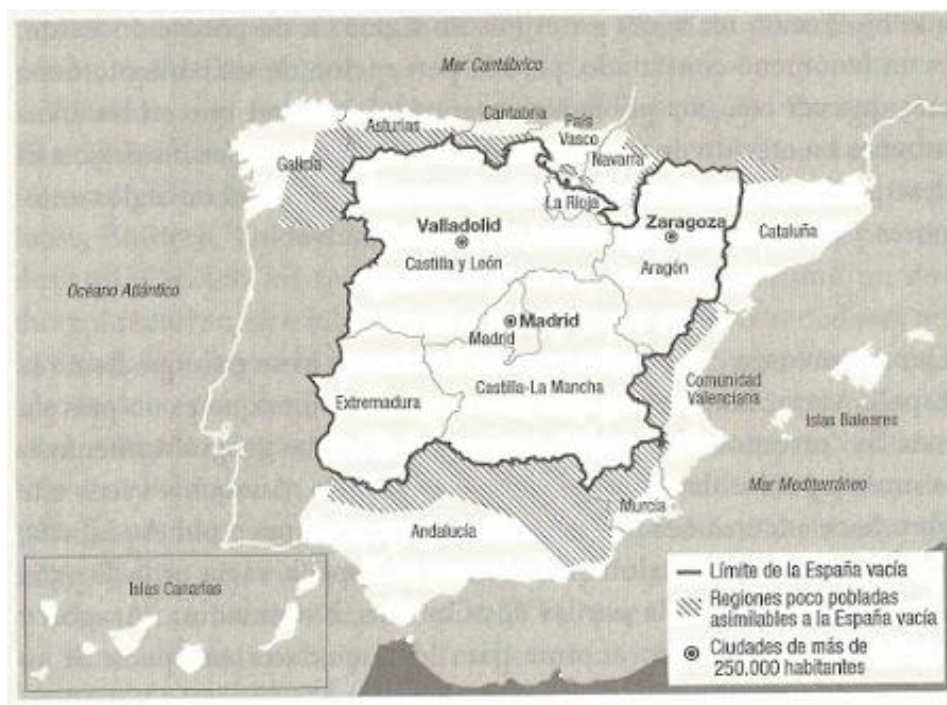 Mar Cantábrico
Asturias
Cantabria
País
Vasco
Galicia
Navarra
La Rioja
Valladolid
Zaragoza
Cataluña
Castilla y León
Aragón
Océano Atlántico
Madrid
Madrid
Comunidad
Valenciana
Extremadura
Castilla-La Mancha
Islas Baleares
Mar Mediterráneo
Murcia
Andalucía
Islas Canarias
Límite de la España vacía
Regiones poco pobladas
asimilables a la España vacía
Ciudades de más de
250.000 habitantes